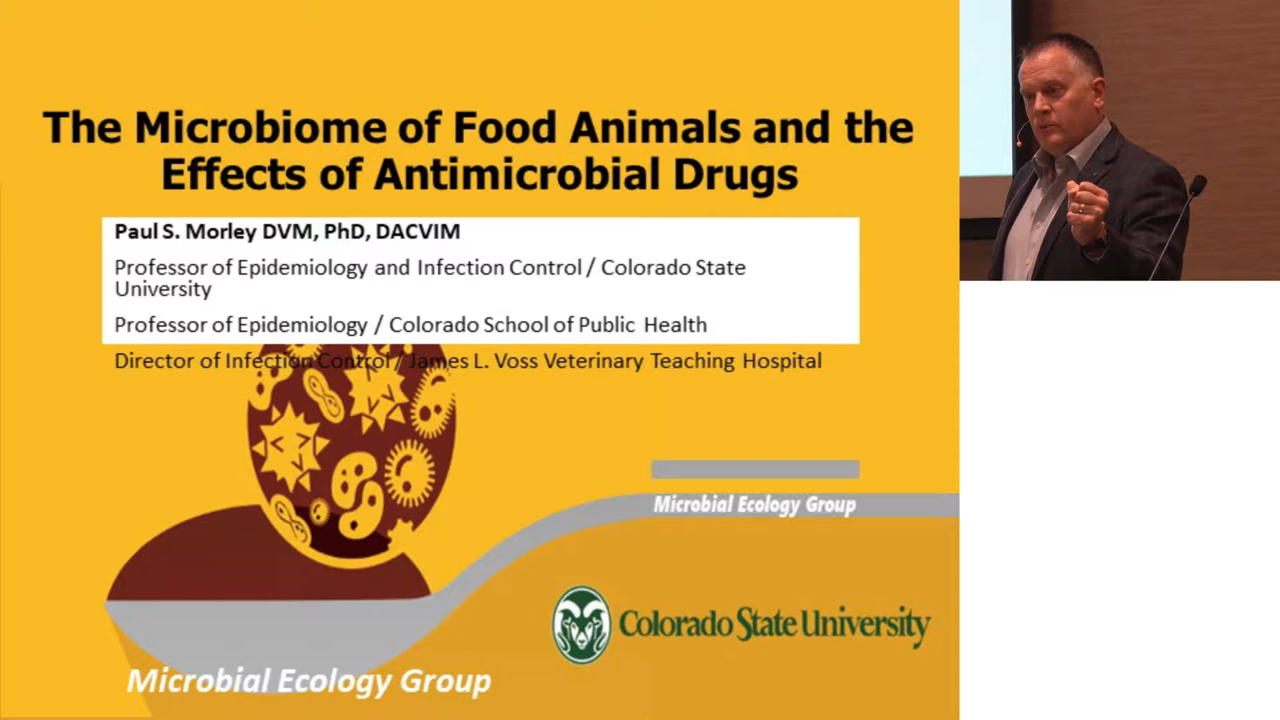 The Microbiome of Food Animals and the
Effects of Antimicrobial Drugs
Paul S. Morley DVM, PhD, DACVIM
Professor of Epidemiology and Infection Control / Colorado State
University
Professor of Epidemiology / Colorado School of Public Health
Director of Infection Control / James L. Voss Veterinary Teaching Hospital
Microbial Ecology Group
Colorado State University
Microbial Ecology Group